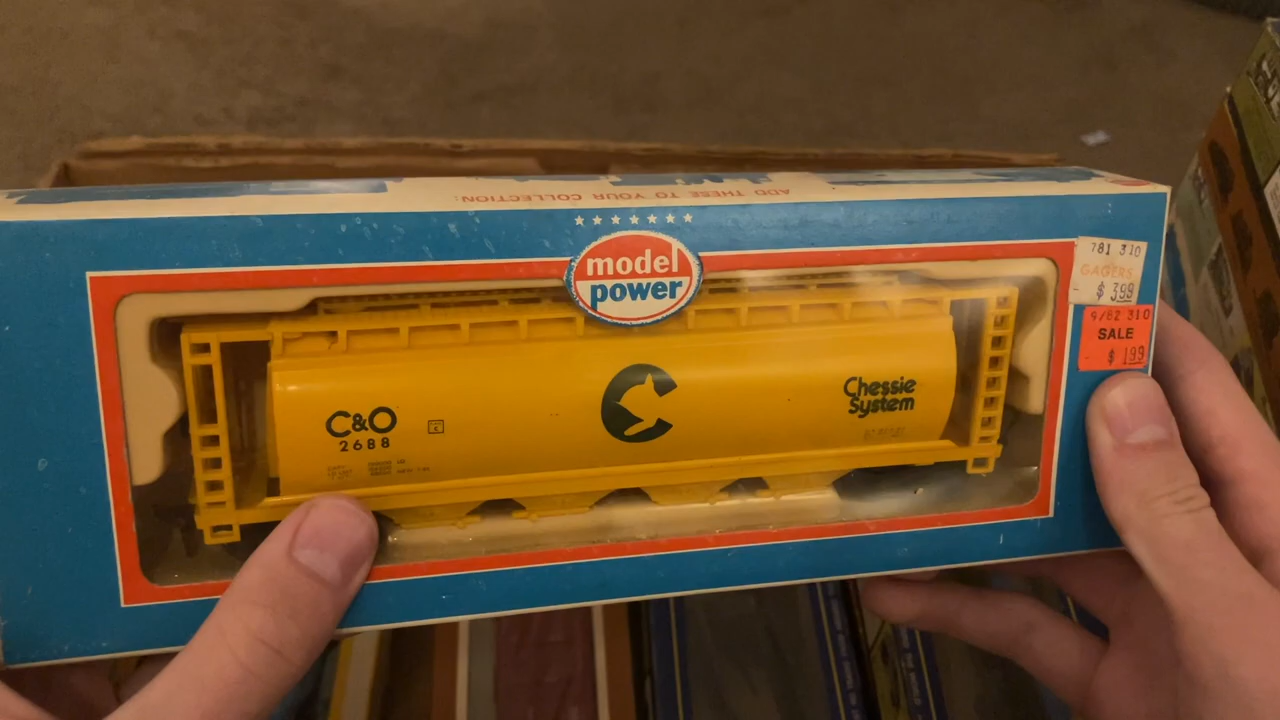 ADD THESE TO YOUR COLLECTION:
model
power
781 310
GAGERS
$ 3.99
9/82 310
SALE
$ 1.99
C&O
2688
Chessie
System